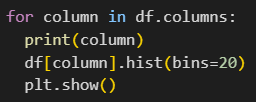 for column in df.columns:
  print(column)
  df[column].hist(bins=20)
  plt.show()